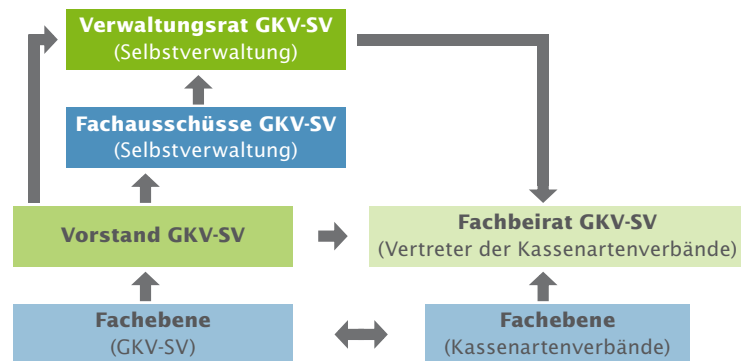 Verwaltungsrat GKV-SV
(Selbstverwaltung)
Fachausschüsse GKV-SV
(Selbstverwaltung)
Vorstand GKV-SV
Fachbeirat GKV-SV
(Vertreter der Kassenartenverbände)
Fachebene
(GKV-SV)
Fachebene
(Kassenartenverbände)